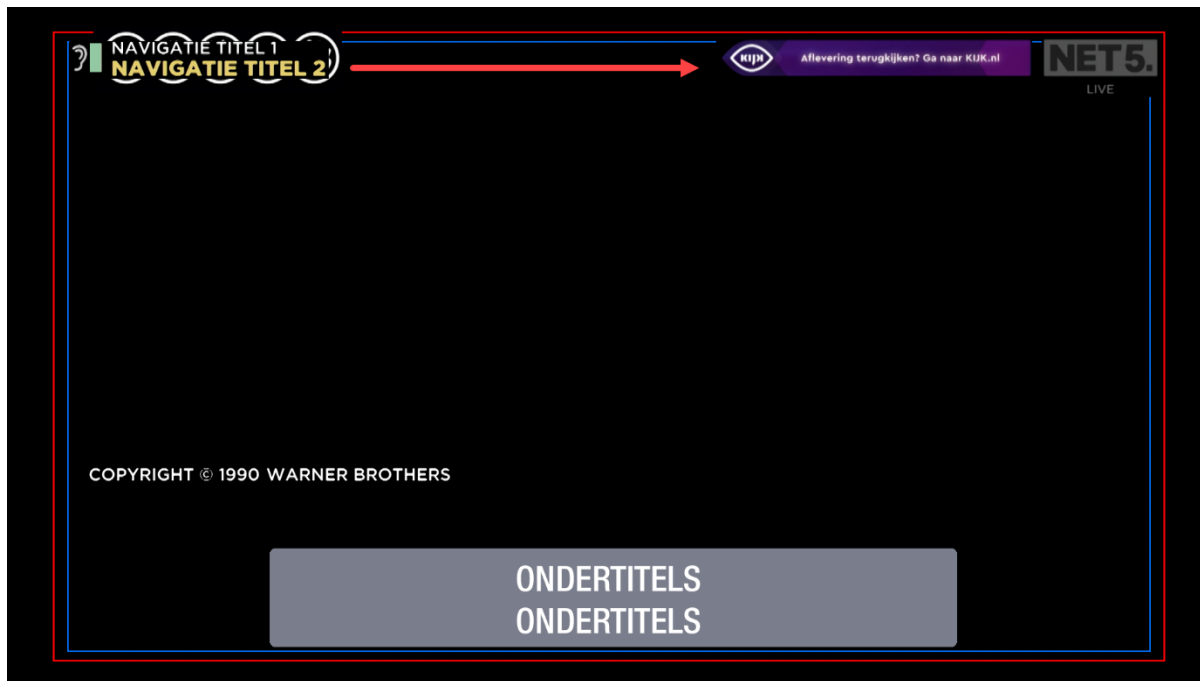 NAVIGATIE TITEL 1
NAVIGATIE TITEL 2
KIJK
Aflevering terugkijken? Ga naar KIJK.nl
NET5.
LIVE
COPYRIGHT © 1990 WARNER BROTHERS
ONDERTITELS
ONDERTITELS